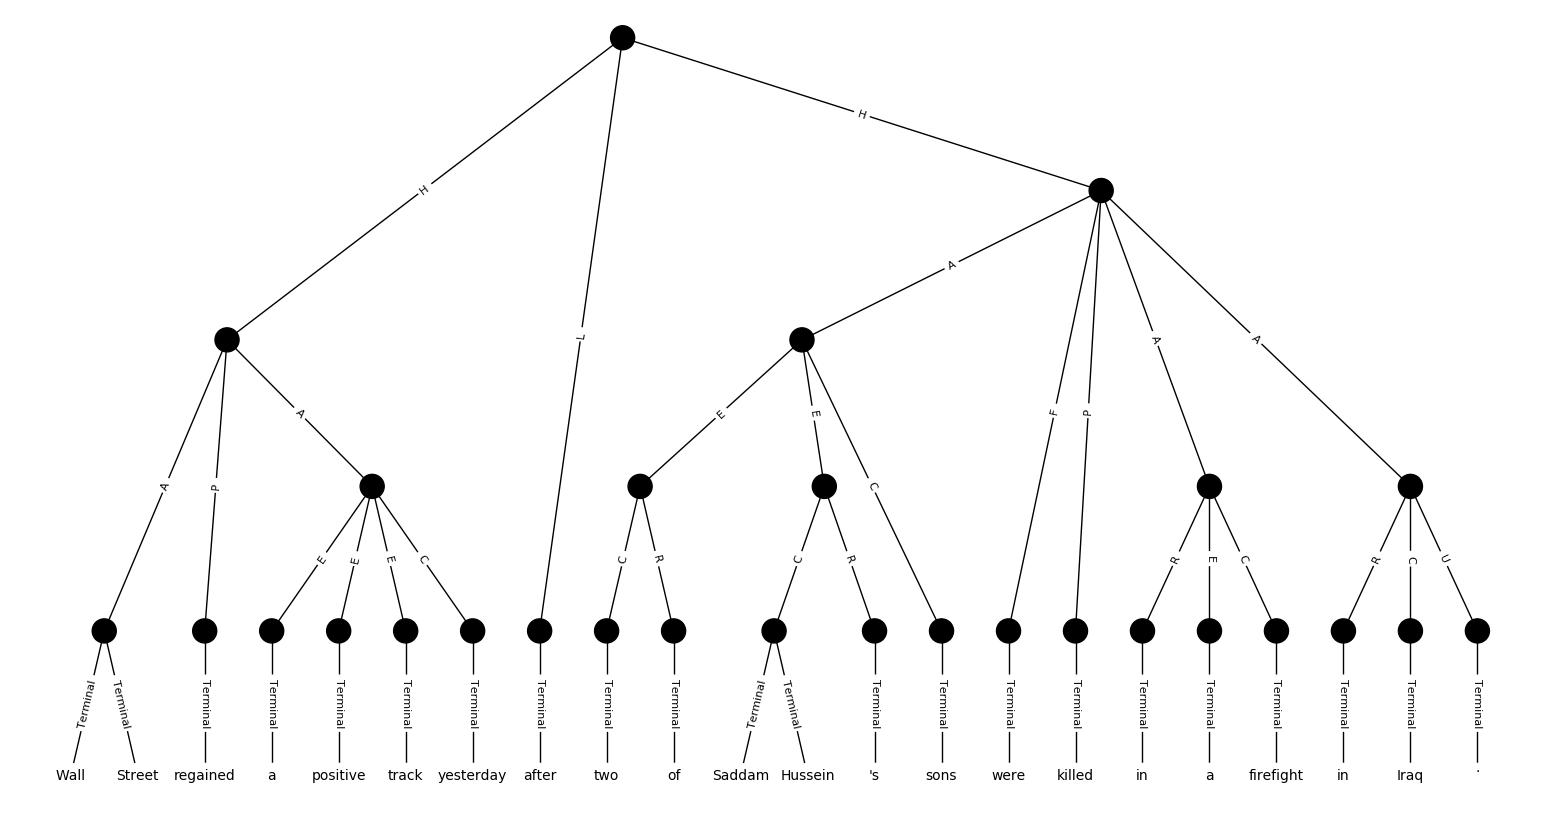 H
H
A
L
A
A
E
E
F
P
A
P
C
E
E
E
C
C
R
C
R
R
E
C
R
C
U
Terminal Terminal Terminal Terminal Terminal Terminal Terminal Terminal Terminal Terminal Terminal Terminal Terminal Terminal Terminal Terminal Terminal Terminal Terminal Terminal Terminal Terminal
Wall Street regained a positive track yesterday after two of Saddam Hussein 's sons were killed in a firefight in Iraq .